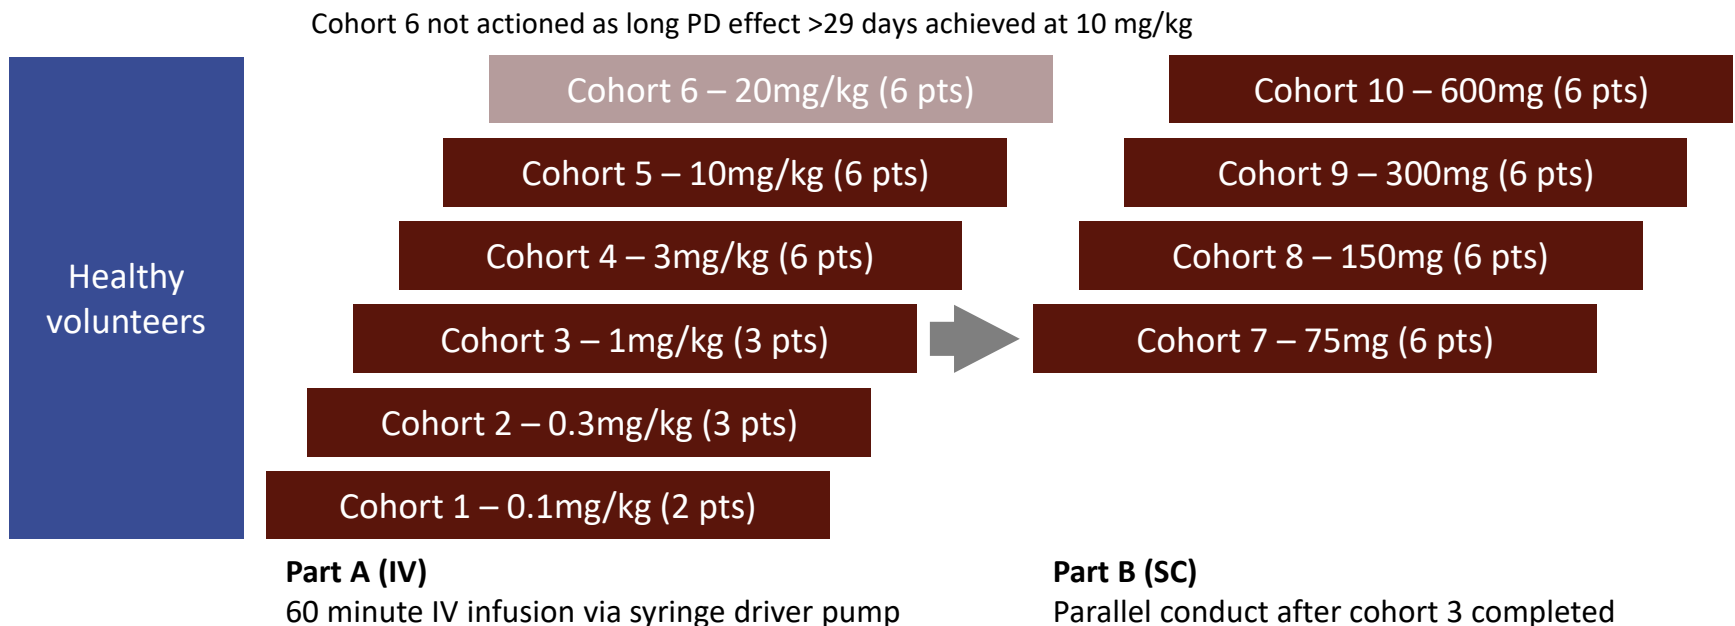 Cohort 6 not actioned as long PD effect >29 days achieved at 10 mg/kg
Healthy
volunteers
Cohort 6 – 20mg/kg (6 pts)
Cohort 5 – 10mg/kg (6 pts)
Cohort 4 – 3mg/kg (6 pts)
Cohort 3 – 1mg/kg (3 pts)
Cohort 2 – 0.3mg/kg (3 pts)
Cohort 1 – 0.1mg/kg (2 pts)
Part A (IV)
60 minute IV infusion via syringe driver pump
Cohort 10 – 600mg (6 pts)
Cohort 9 – 300mg (6 pts)
Cohort 8 – 150mg (6 pts)
Cohort 7 – 75mg (6 pts)
Part B (SC)
Parallel conduct after cohort 3 completed